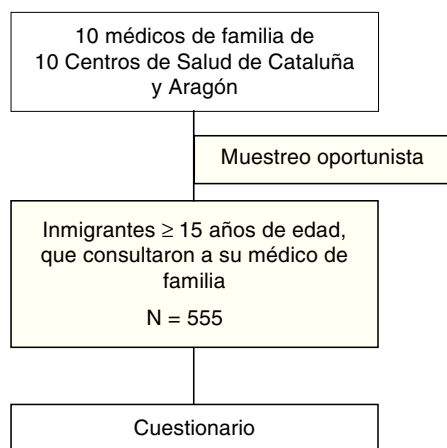 10 médicos de familia de
10 Centros de Salud de Cataluña
y Aragón
Muestreo oportunista
Inmigrantes ≥ 15 años de edad,
que consultaron a su médico de
familia
N = 555
Cuestionario